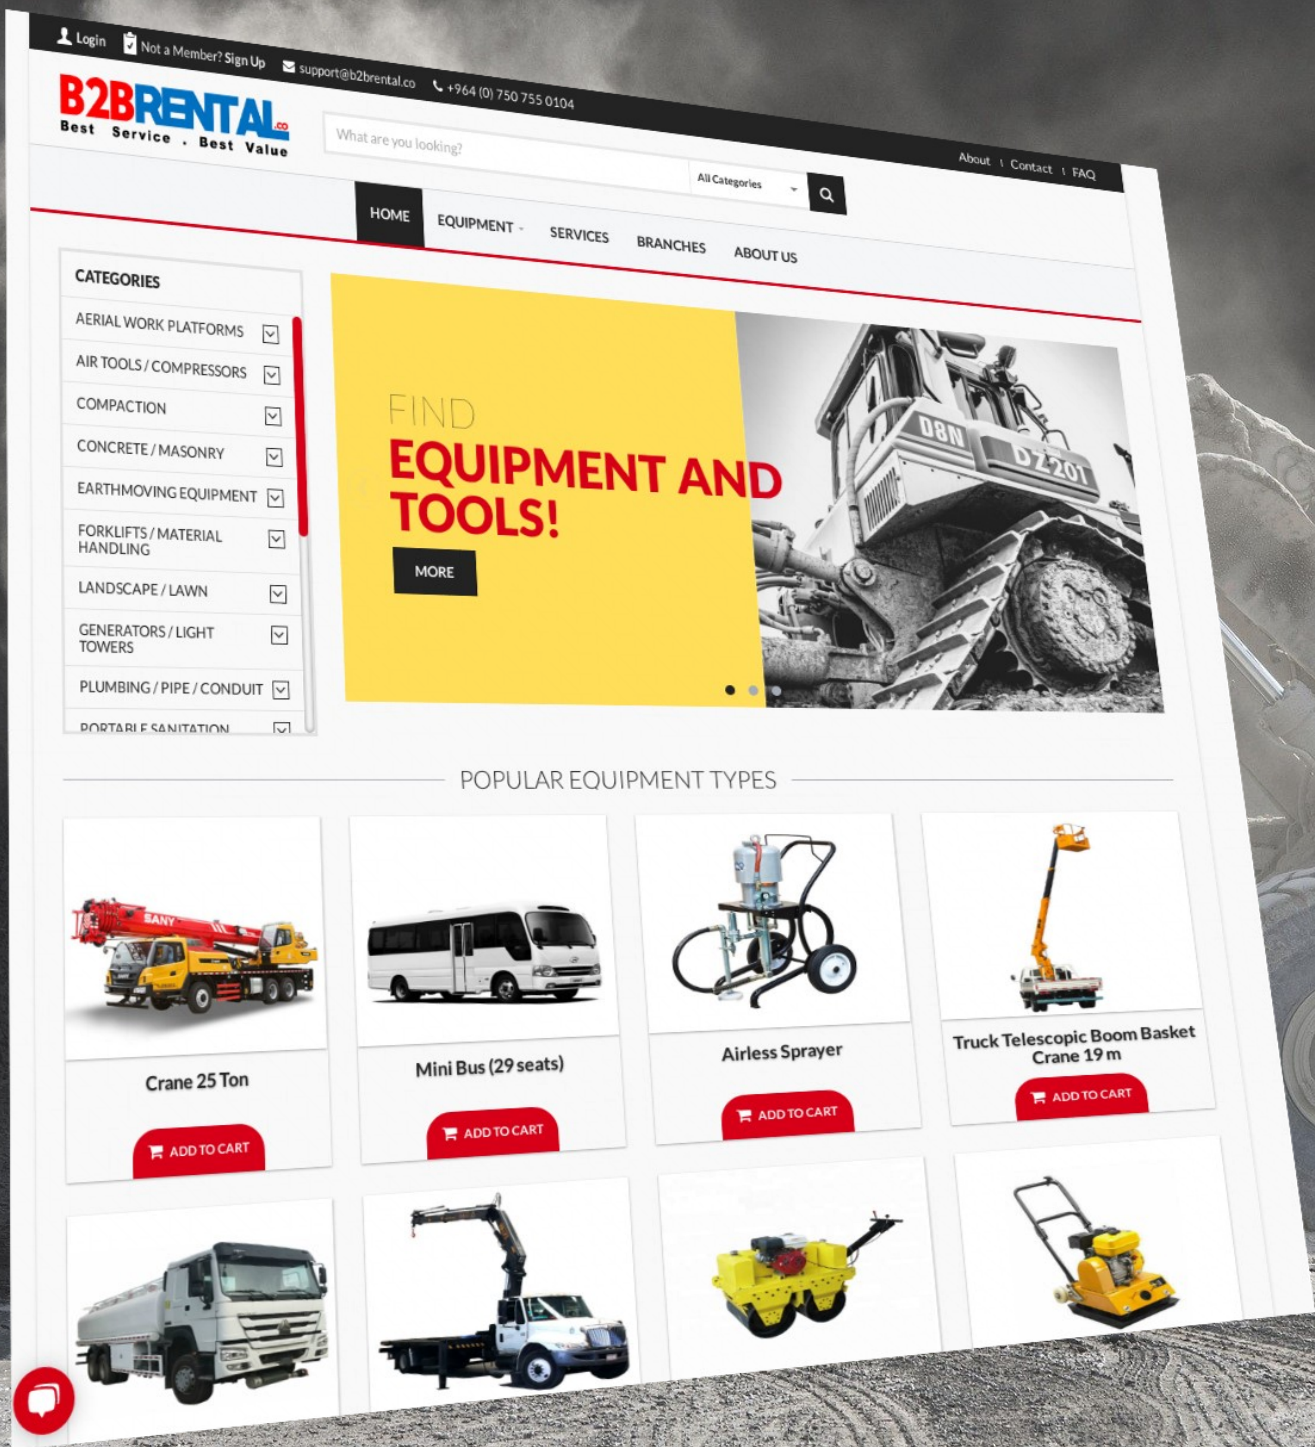 Login
Not a Member? Sign Up
support@b2brental.co
+964 (0) 750 755 0104
About
Contact
FAQ
B2BRENTAL.co
Best Service . Best Value
What are you looking?
All Categories
HOME
EQUIPMENT
SERVICES
BRANCHES
ABOUT US
CATEGORIES
AERIAL WORK PLATFORMS
AIR TOOLS / COMPRESSORS
COMPACTION
CONCRETE / MASONRY
EARTHMOVING EQUIPMENT
FORKLIFTS / MATERIAL
HANDLING
LANDSCAPE / LAWN
GENERATORS / LIGHT
TOWERS
PLUMBING / PIPE / CONDUIT
PORTABLE SANITATION
FIND
EQUIPMENT AND
TOOLS!
MORE
D8N
DZ 201
POPULAR EQUIPMENT TYPES
SANY
Crane 25 Ton
ADD TO CART
Mini Bus (29 seats)
ADD TO CART
Airless Sprayer
ADD TO CART
Truck Telescopic Boom Basket
Crane 19 m
ADD TO CART